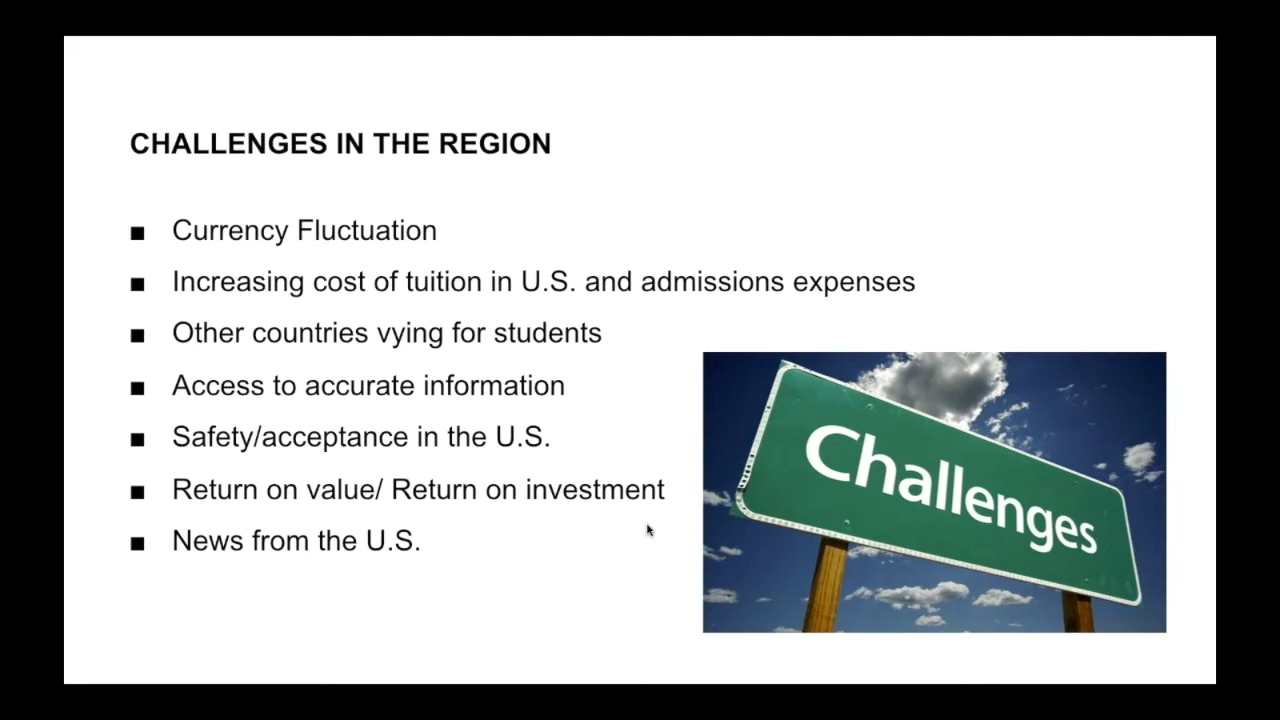 CHALLENGES IN THE REGION
■ Currency Fluctuation
■ Increasing cost of tuition in U.S. and admissions expenses
■ Other countries vying for students
■ Access to accurate information
■ Safety/acceptance in the U.S.
■ Return on value/ Return on investment
■ News from the U.S.
Challenges